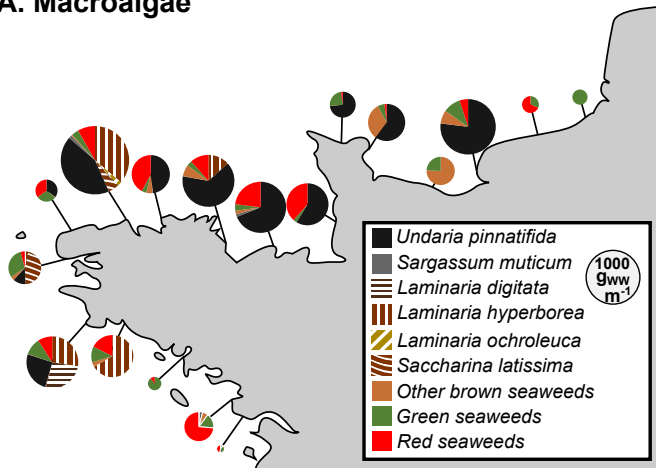 A. Macroalgae
Undaria pinnatifida
Sargassum muticum
Laminaria digitata
Laminaria hyperborea
Laminaria ochroleuca
Saccharina latissima
Other brown seaweeds
Green seaweeds
Red seaweeds
1000
gww
m-1